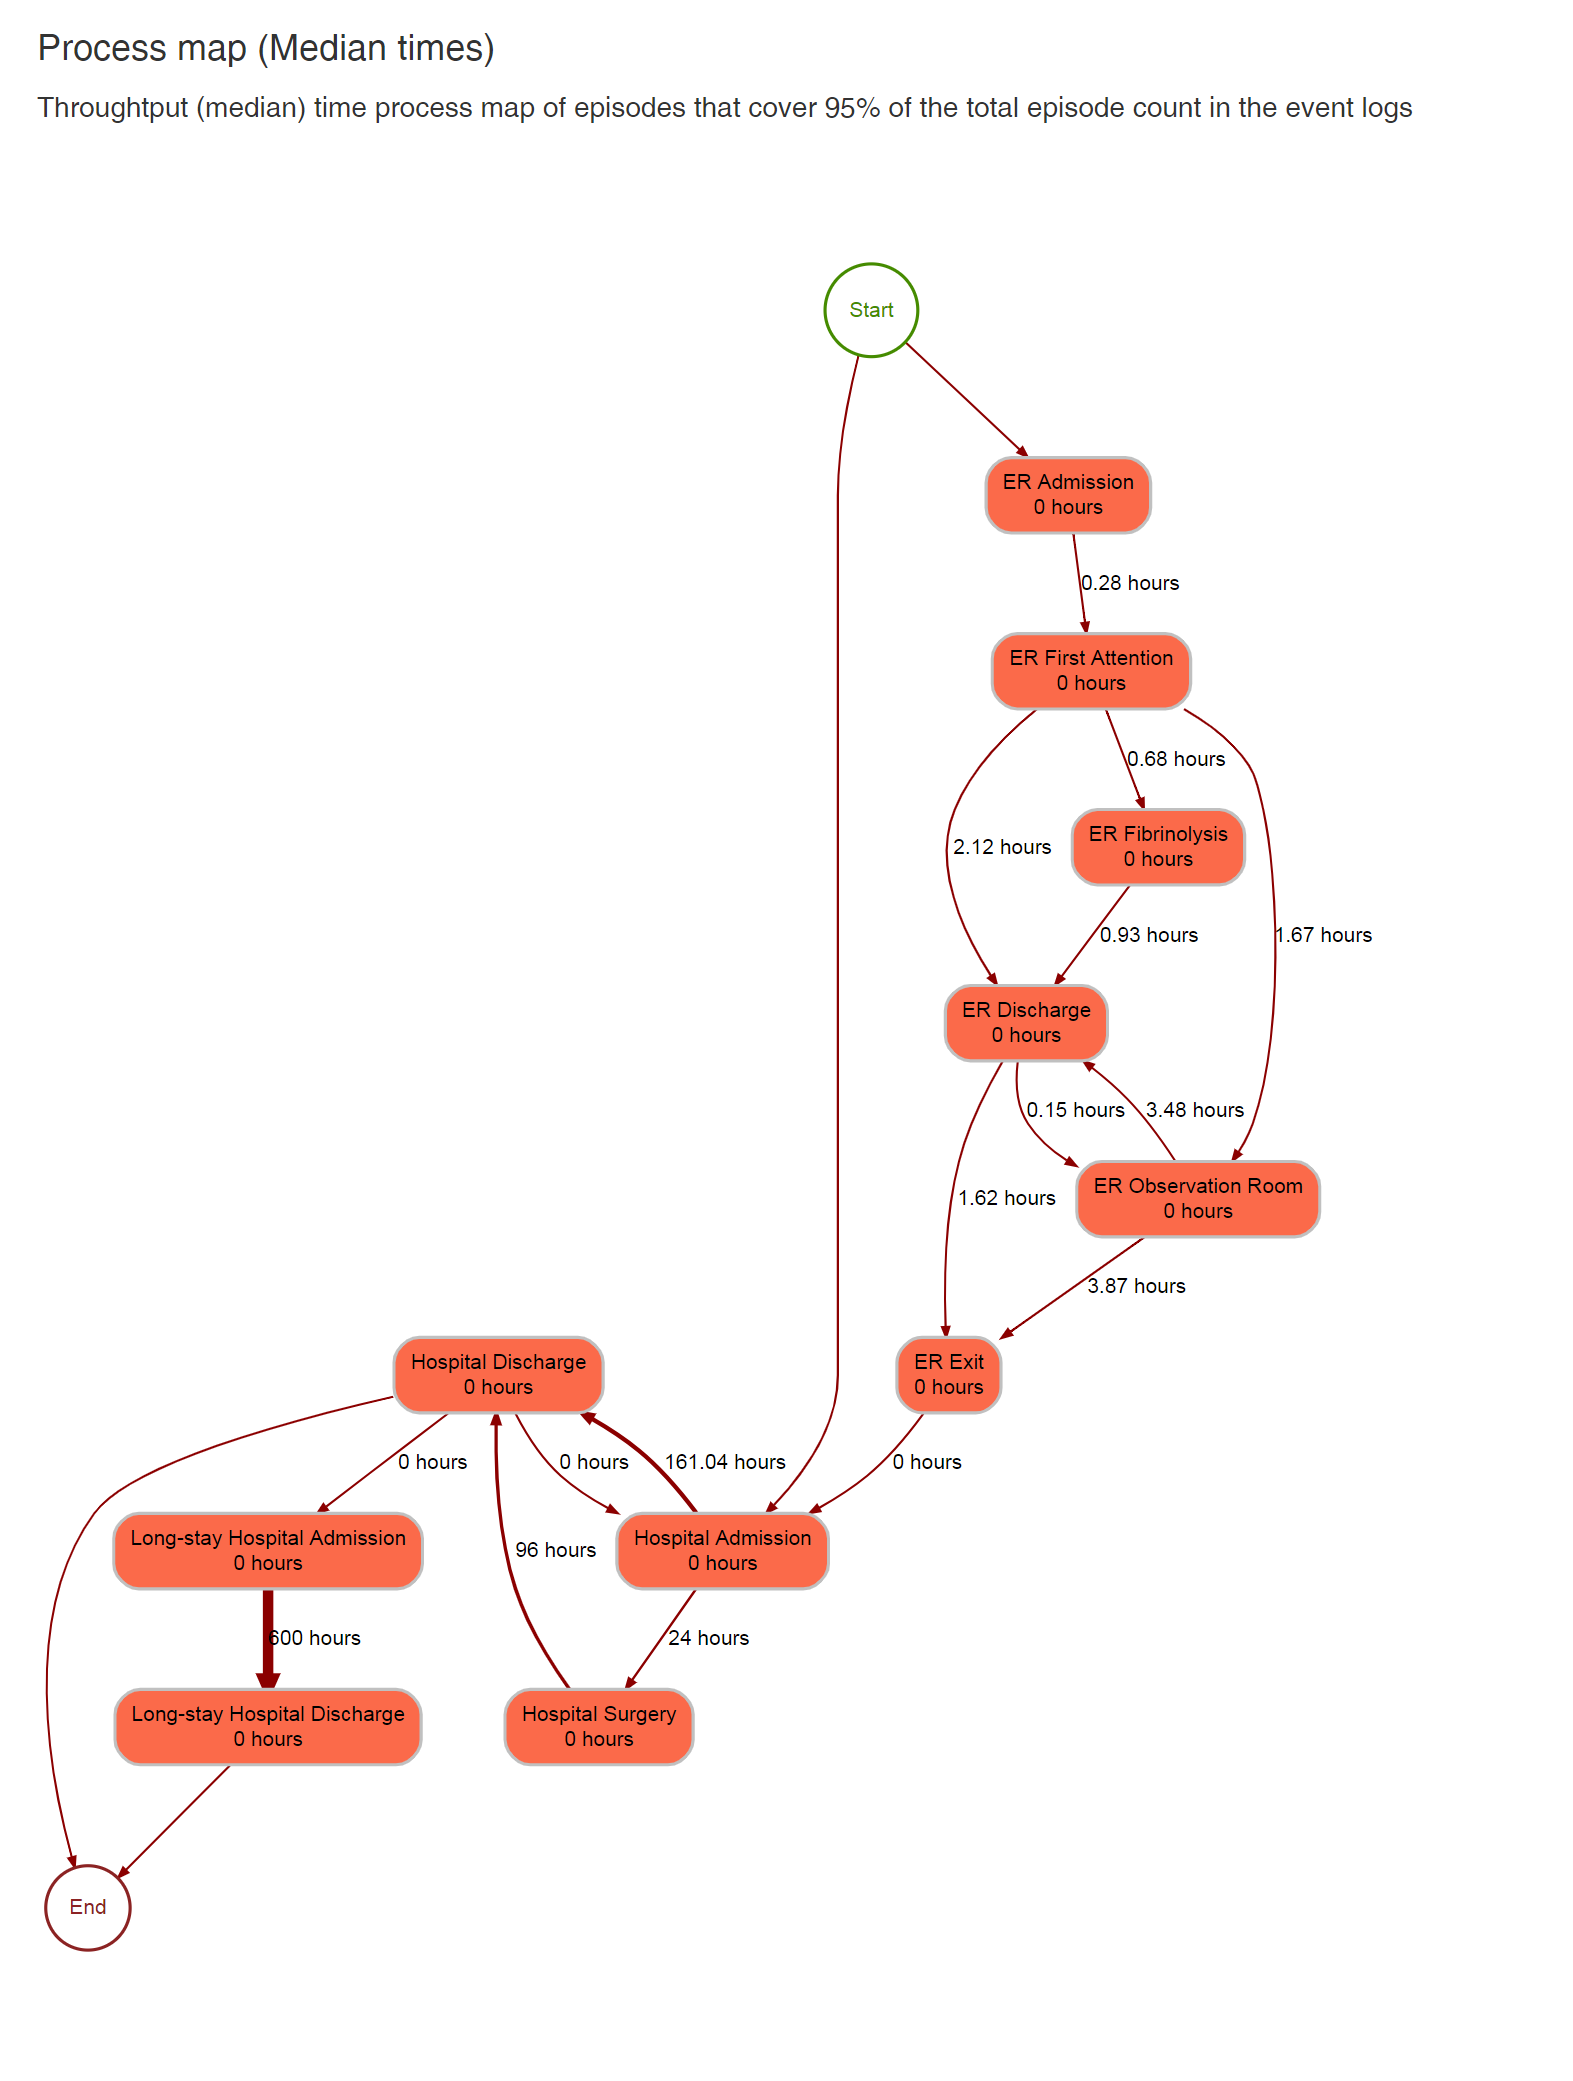 Process map (Median times)
Throughtput (median) time process map of episodes that cover 95% of the total episode count in the event logs
Start
ER Admission
0 hours
0.28 hours
ER First Attention
0 hours
0.68 hours
ER Fibrinolysis
0 hours
2.12 hours
0.93 hours
1.67 hours
ER Discharge
0 hours
0.15 hours
3.48 hours
ER Observation Room
0 hours
1.62 hours
3.87 hours
Hospital Discharge
0 hours
ER Exit
0 hours
0 hours
0 hours
161.04 hours
0 hours
Long-stay Hospital Admission
0 hours
96 hours
Hospital Admission
0 hours
600 hours
24 hours
Long-stay Hospital Discharge
0 hours
Hospital Surgery
0 hours
End